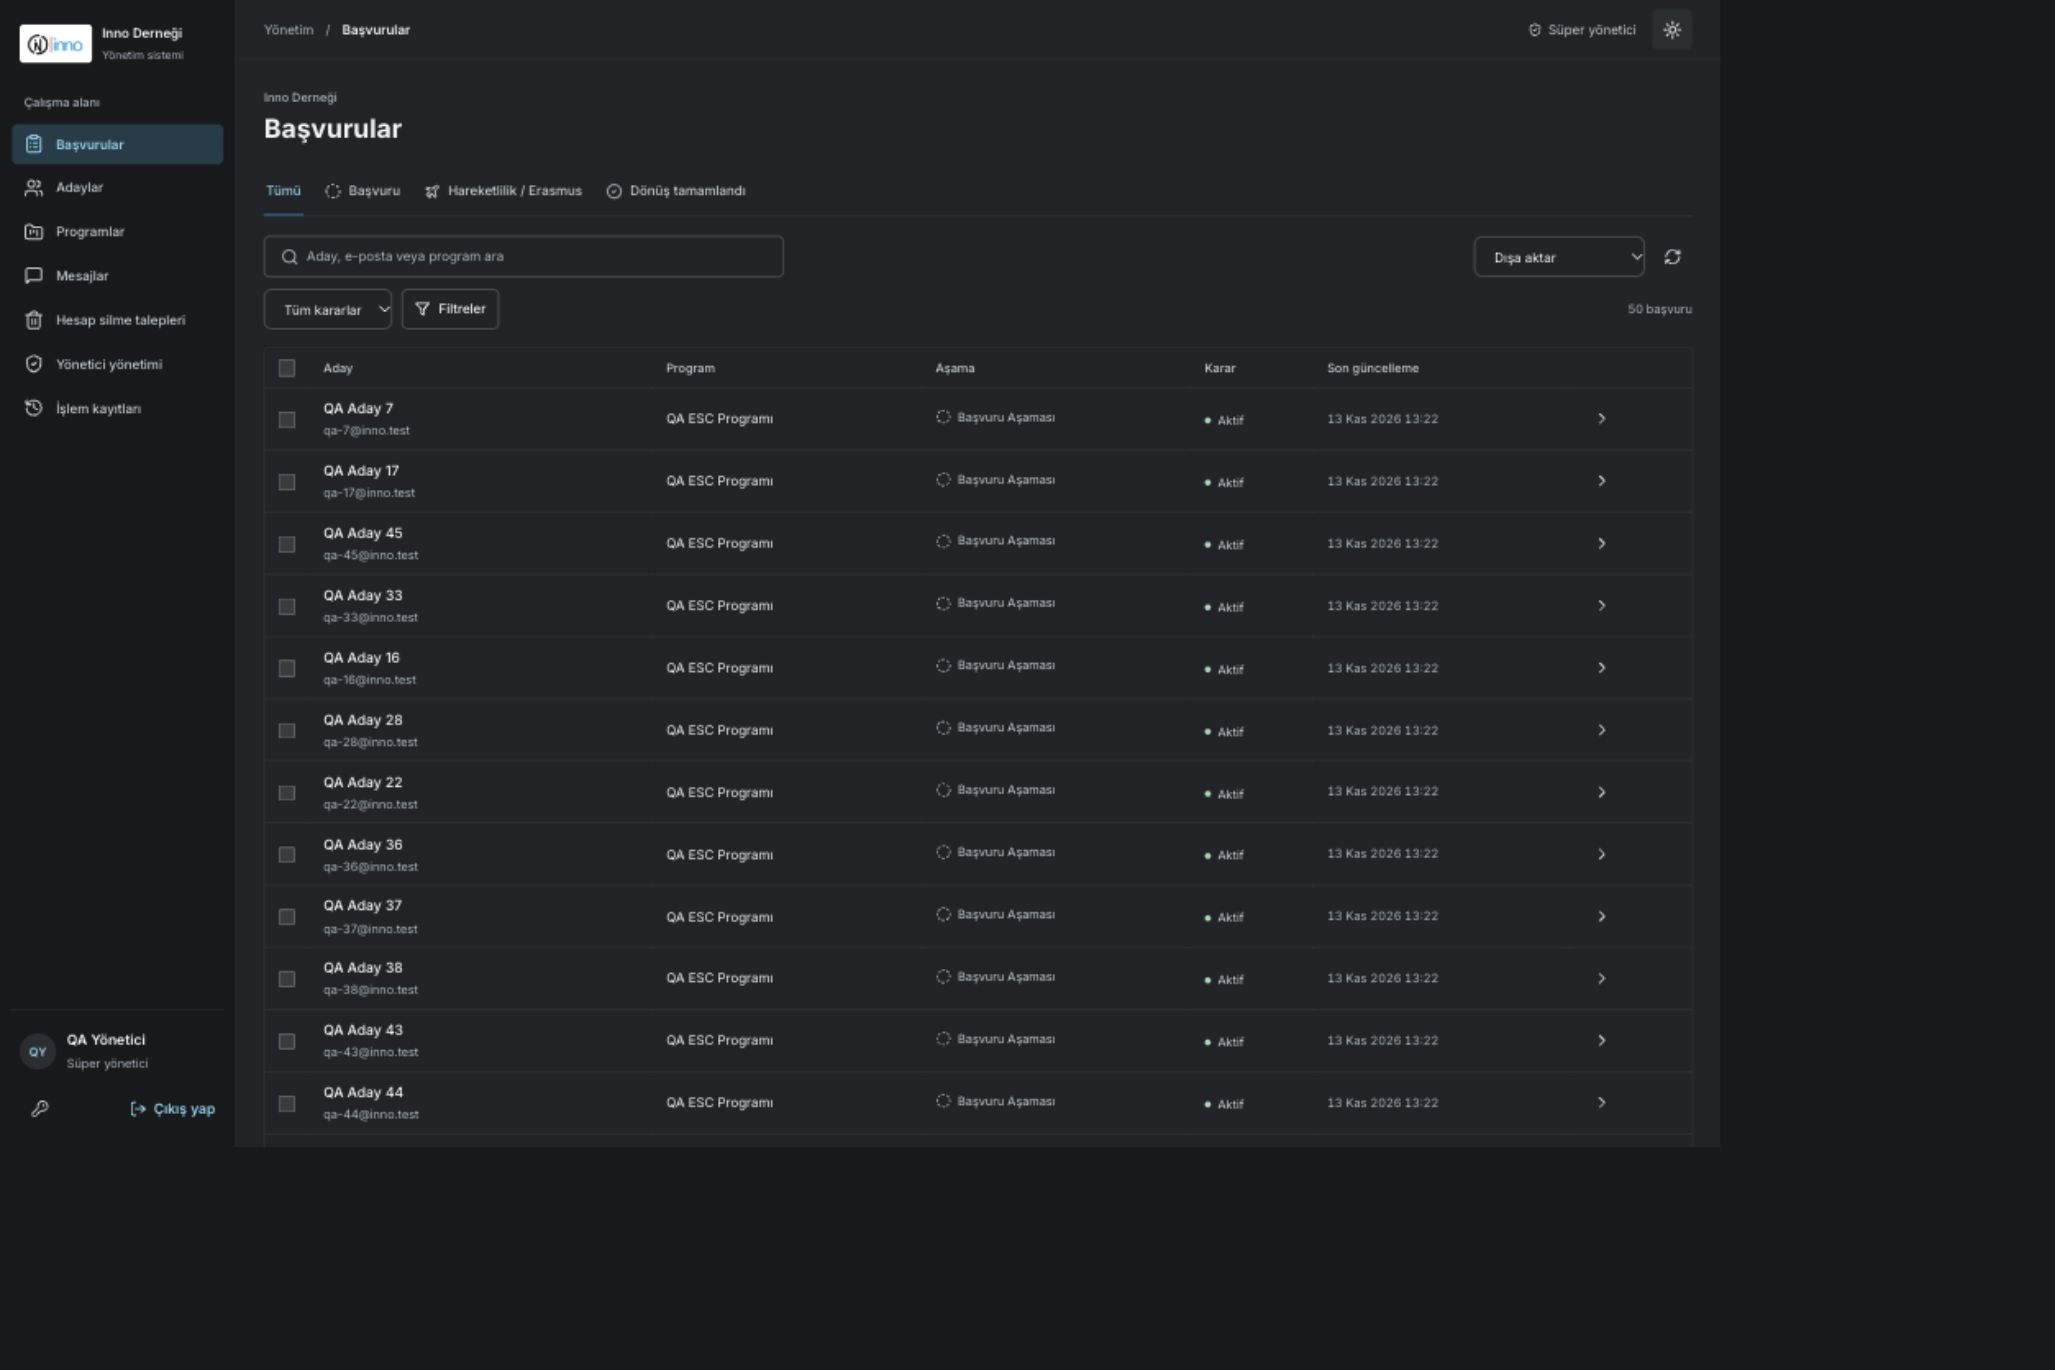 inno
Inno Derneği
Yönetim sistemi
Çalışma alanı
Başvurular
Adaylar
Programlar
Mesajlar
Hesap silme talepleri
Yönetici yönetimi
İşlem kayıtları
QY
QA Yönetici
Süper yönetici
Çıkış yap
Yönetim / Başvurular
Süper yönetici
Inno Derneği
Başvurular
Tümü Başvuru Hareketlilik / Erasmus Dönüş tamamlandı
Aday, e-posta veya program ara
Dışa aktar
Tüm kararlar Filtreler
50 başvuru
Aday Program Aşama Karar Son güncelleme
QA Aday 7
qa-7@inno.test
QA ESC Programı Başvuru Aşaması Aktif 13 Kas 2026 13:22
QA Aday 17
qa-17@inno.test
QA ESC Programı Başvuru Aşaması Aktif 13 Kas 2026 13:22
QA Aday 45
qa-45@inno.test
QA ESC Programı Başvuru Aşaması Aktif 13 Kas 2026 13:22
QA Aday 33
qa-33@inno.test
QA ESC Programı Başvuru Aşaması Aktif 13 Kas 2026 13:22
QA Aday 16
qa-16@inno.test
QA ESC Programı Başvuru Aşaması Aktif 13 Kas 2026 13:22
QA Aday 28
qa-28@inno.test
QA ESC Programı Başvuru Aşaması Aktif 13 Kas 2026 13:22
QA Aday 22
qa-22@inno.test
QA ESC Programı Başvuru Aşaması Aktif 13 Kas 2026 13:22
QA Aday 36
qa-36@inno.test
QA ESC Programı Başvuru Aşaması Aktif 13 Kas 2026 13:22
QA Aday 37
qa-37@inno.test
QA ESC Programı Başvuru Aşaması Aktif 13 Kas 2026 13:22
QA Aday 38
qa-38@inno.test
QA ESC Programı Başvuru Aşaması Aktif 13 Kas 2026 13:22
QA Aday 43
qa-43@inno.test
QA ESC Programı Başvuru Aşaması Aktif 13 Kas 2026 13:22
QA Aday 44
qa-44@inno.test
QA ESC Programı Başvuru Aşaması Aktif 13 Kas 2026 13:22